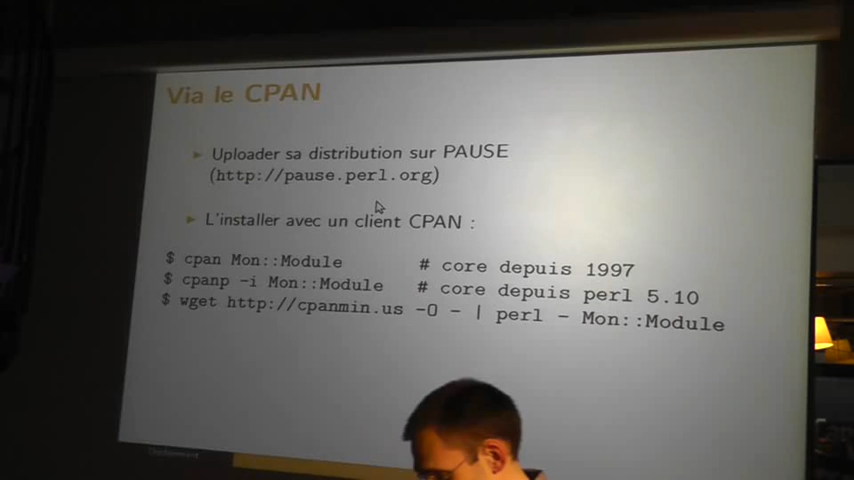 Via le CPAN
Uploader sa distribution sur PAUSE
(http://pause.perl.org)
L'installer avec un client CPAN :
$ cpan Mon::Module # core depuis 1997
$ cpanp -i Mon::Module # core depuis perl 5.10
$ wget http://cpanmin.us -O - | perl - Mon::Module